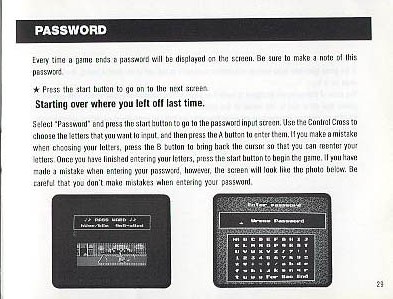 PASSWORD
Every time a game ends a password will be displayed on the screen. Be sure to make a note of this
password.
★ Press the start button to go on to the next screen.
Starting over where you left off last time.
Select "Password" and press the start button to go to the password input screen. Use the Control Cross to
choose the letters that you want to input, and then press the A button to enter them. If you make a mistake
when choosing your letters, press the B button to bring back the cursor so that you can reenter your
letters. Once you have finished entering your letters, press the start button to begin the game. If you have
made a mistake when entering your password, however, the screen will look like the photo below. Be
careful that you don't make mistakes when entering your password.
PASS WORD
Enter password
Wrong Password
29